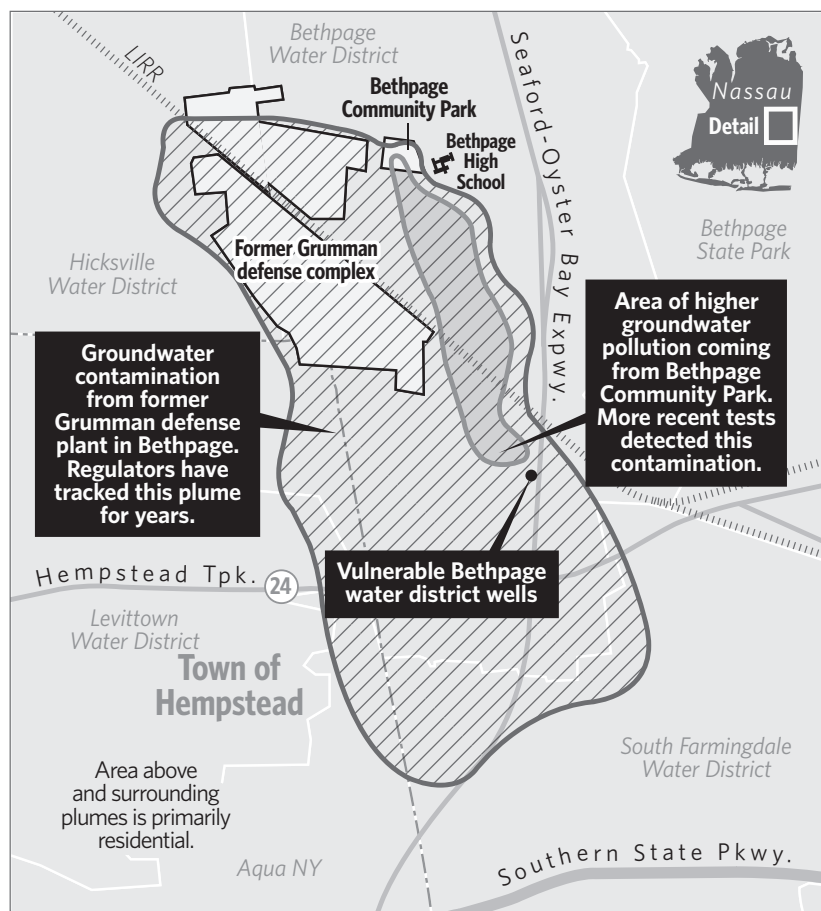 Bethpage
Water District
LIRR
Bethpage
Community Park
Bethpage
High
School
Seaford-Oyster Bay Expwy.
Nassau
Detail
Bethpage
State Park
Hicksville
Water District
Former Grumman
defense complex
Groundwater
contamination
from former
Grumman defense
plant in Bethpage.
Regulators have
tracked this plume
for years.
Area of higher
groundwater
pollution coming
from Bethpage
Community Park.
More recent tests
detected this
contamination.
Vulnerable Bethpage
water district wells
Hempstead Tpk.
24
Levittown
Water District
Town of
Hempstead
Area above
and surrounding
plumes is primarily
residential.
South Farmingdale
Water District
Aqua NY
Southern State Pkwy.